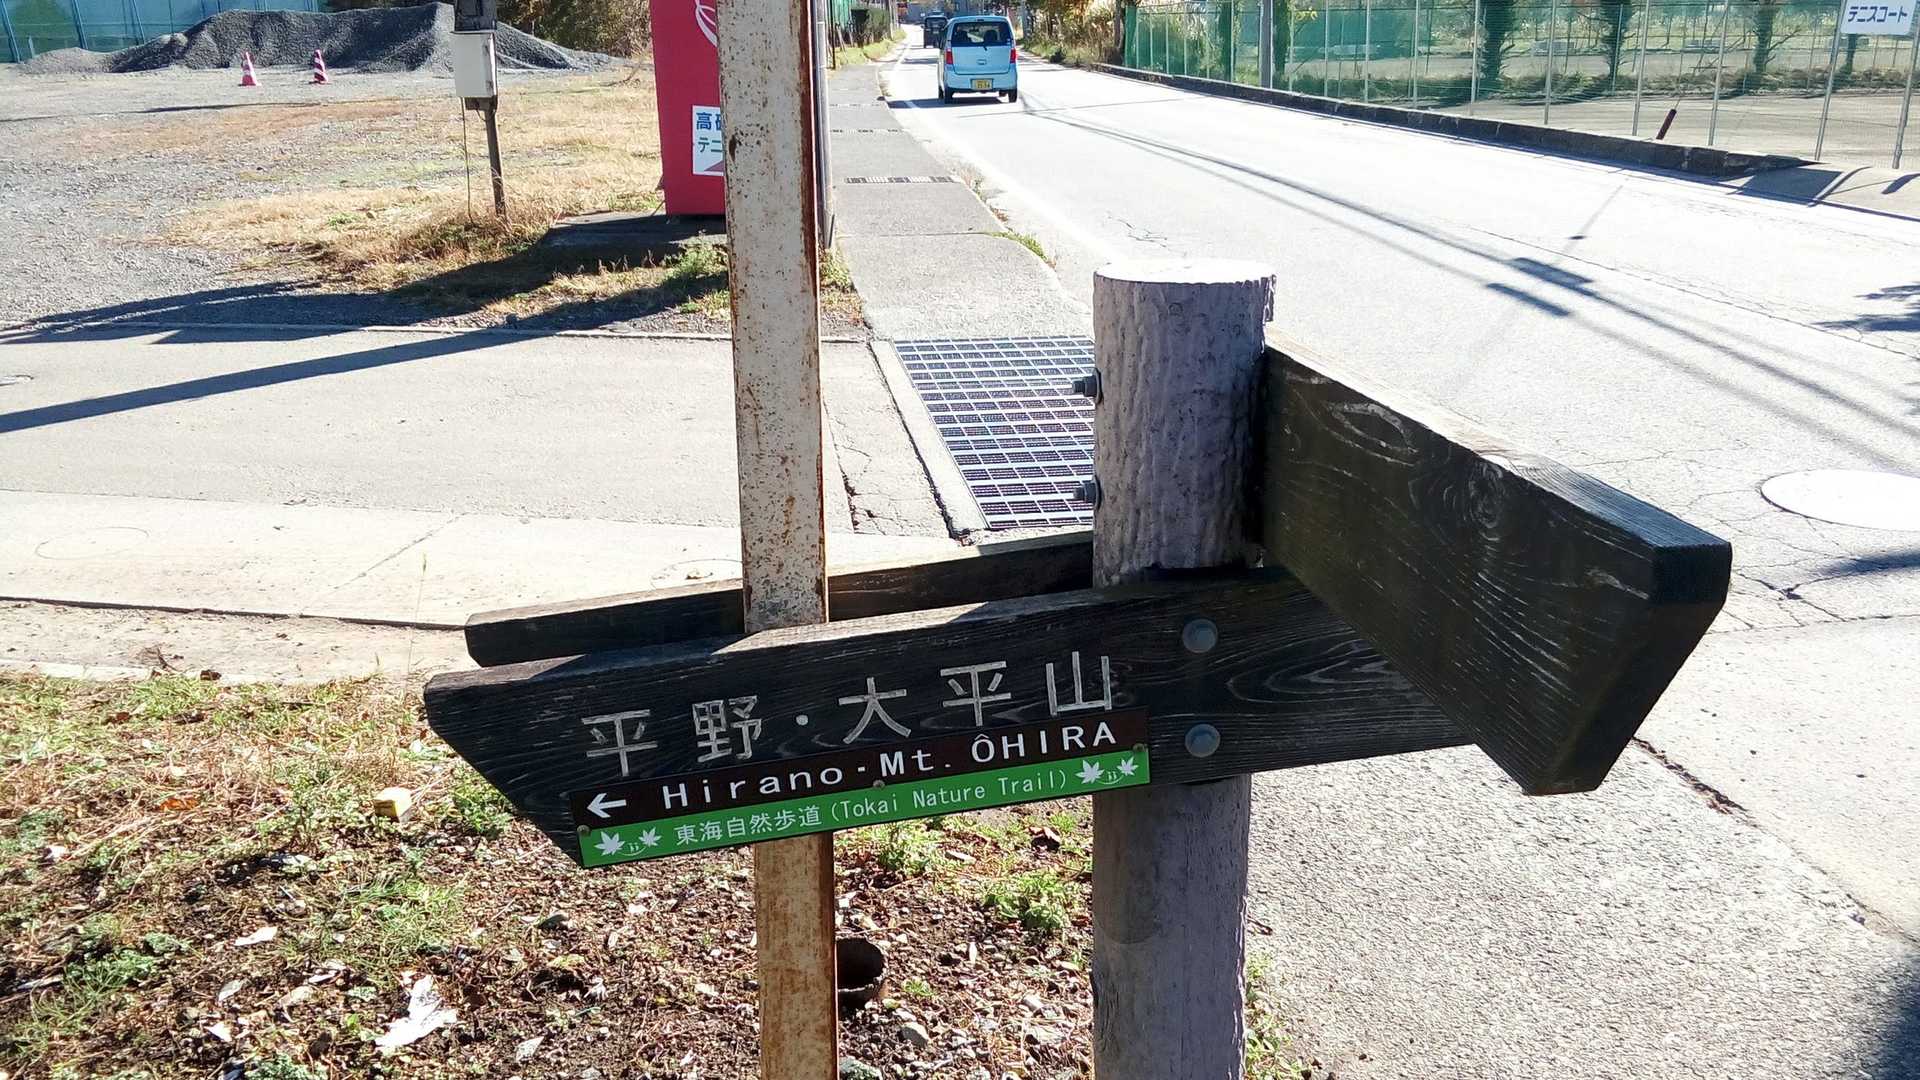 テニスコート
平野・大平山
← Hirano・Mt. ÔHIRA
東海自然歩道 (Tokai Nature Trail)